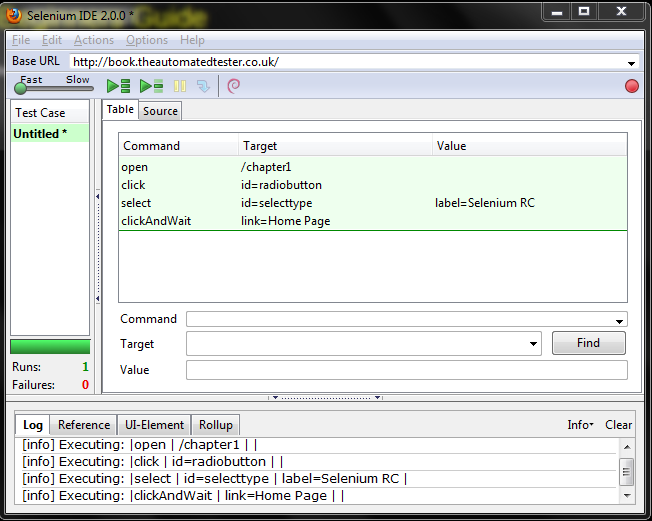 Guide
Selenium IDE 2.0.0 *
File Edit Actions Options Help
Base URL http://book.theautomatedtester.co.uk/
Fast Slow
Test Case
Untitled *
Table Source
Command Target Value
open /chapter1
click id=radiobutton
select id=selecttype label=Selenium RC
clickAndWait link=Home Page
Command
Target Find
Value
Runs: 1
Failures: 0
Log Reference UI-Element Rollup Info Clear
[info] Executing: |open | /chapter1 | |
[info] Executing: |click | id=radiobutton | |
[info] Executing: |select | id=selecttype | label=Selenium RC |
[info] Executing: |clickAndWait | link=Home Page | |